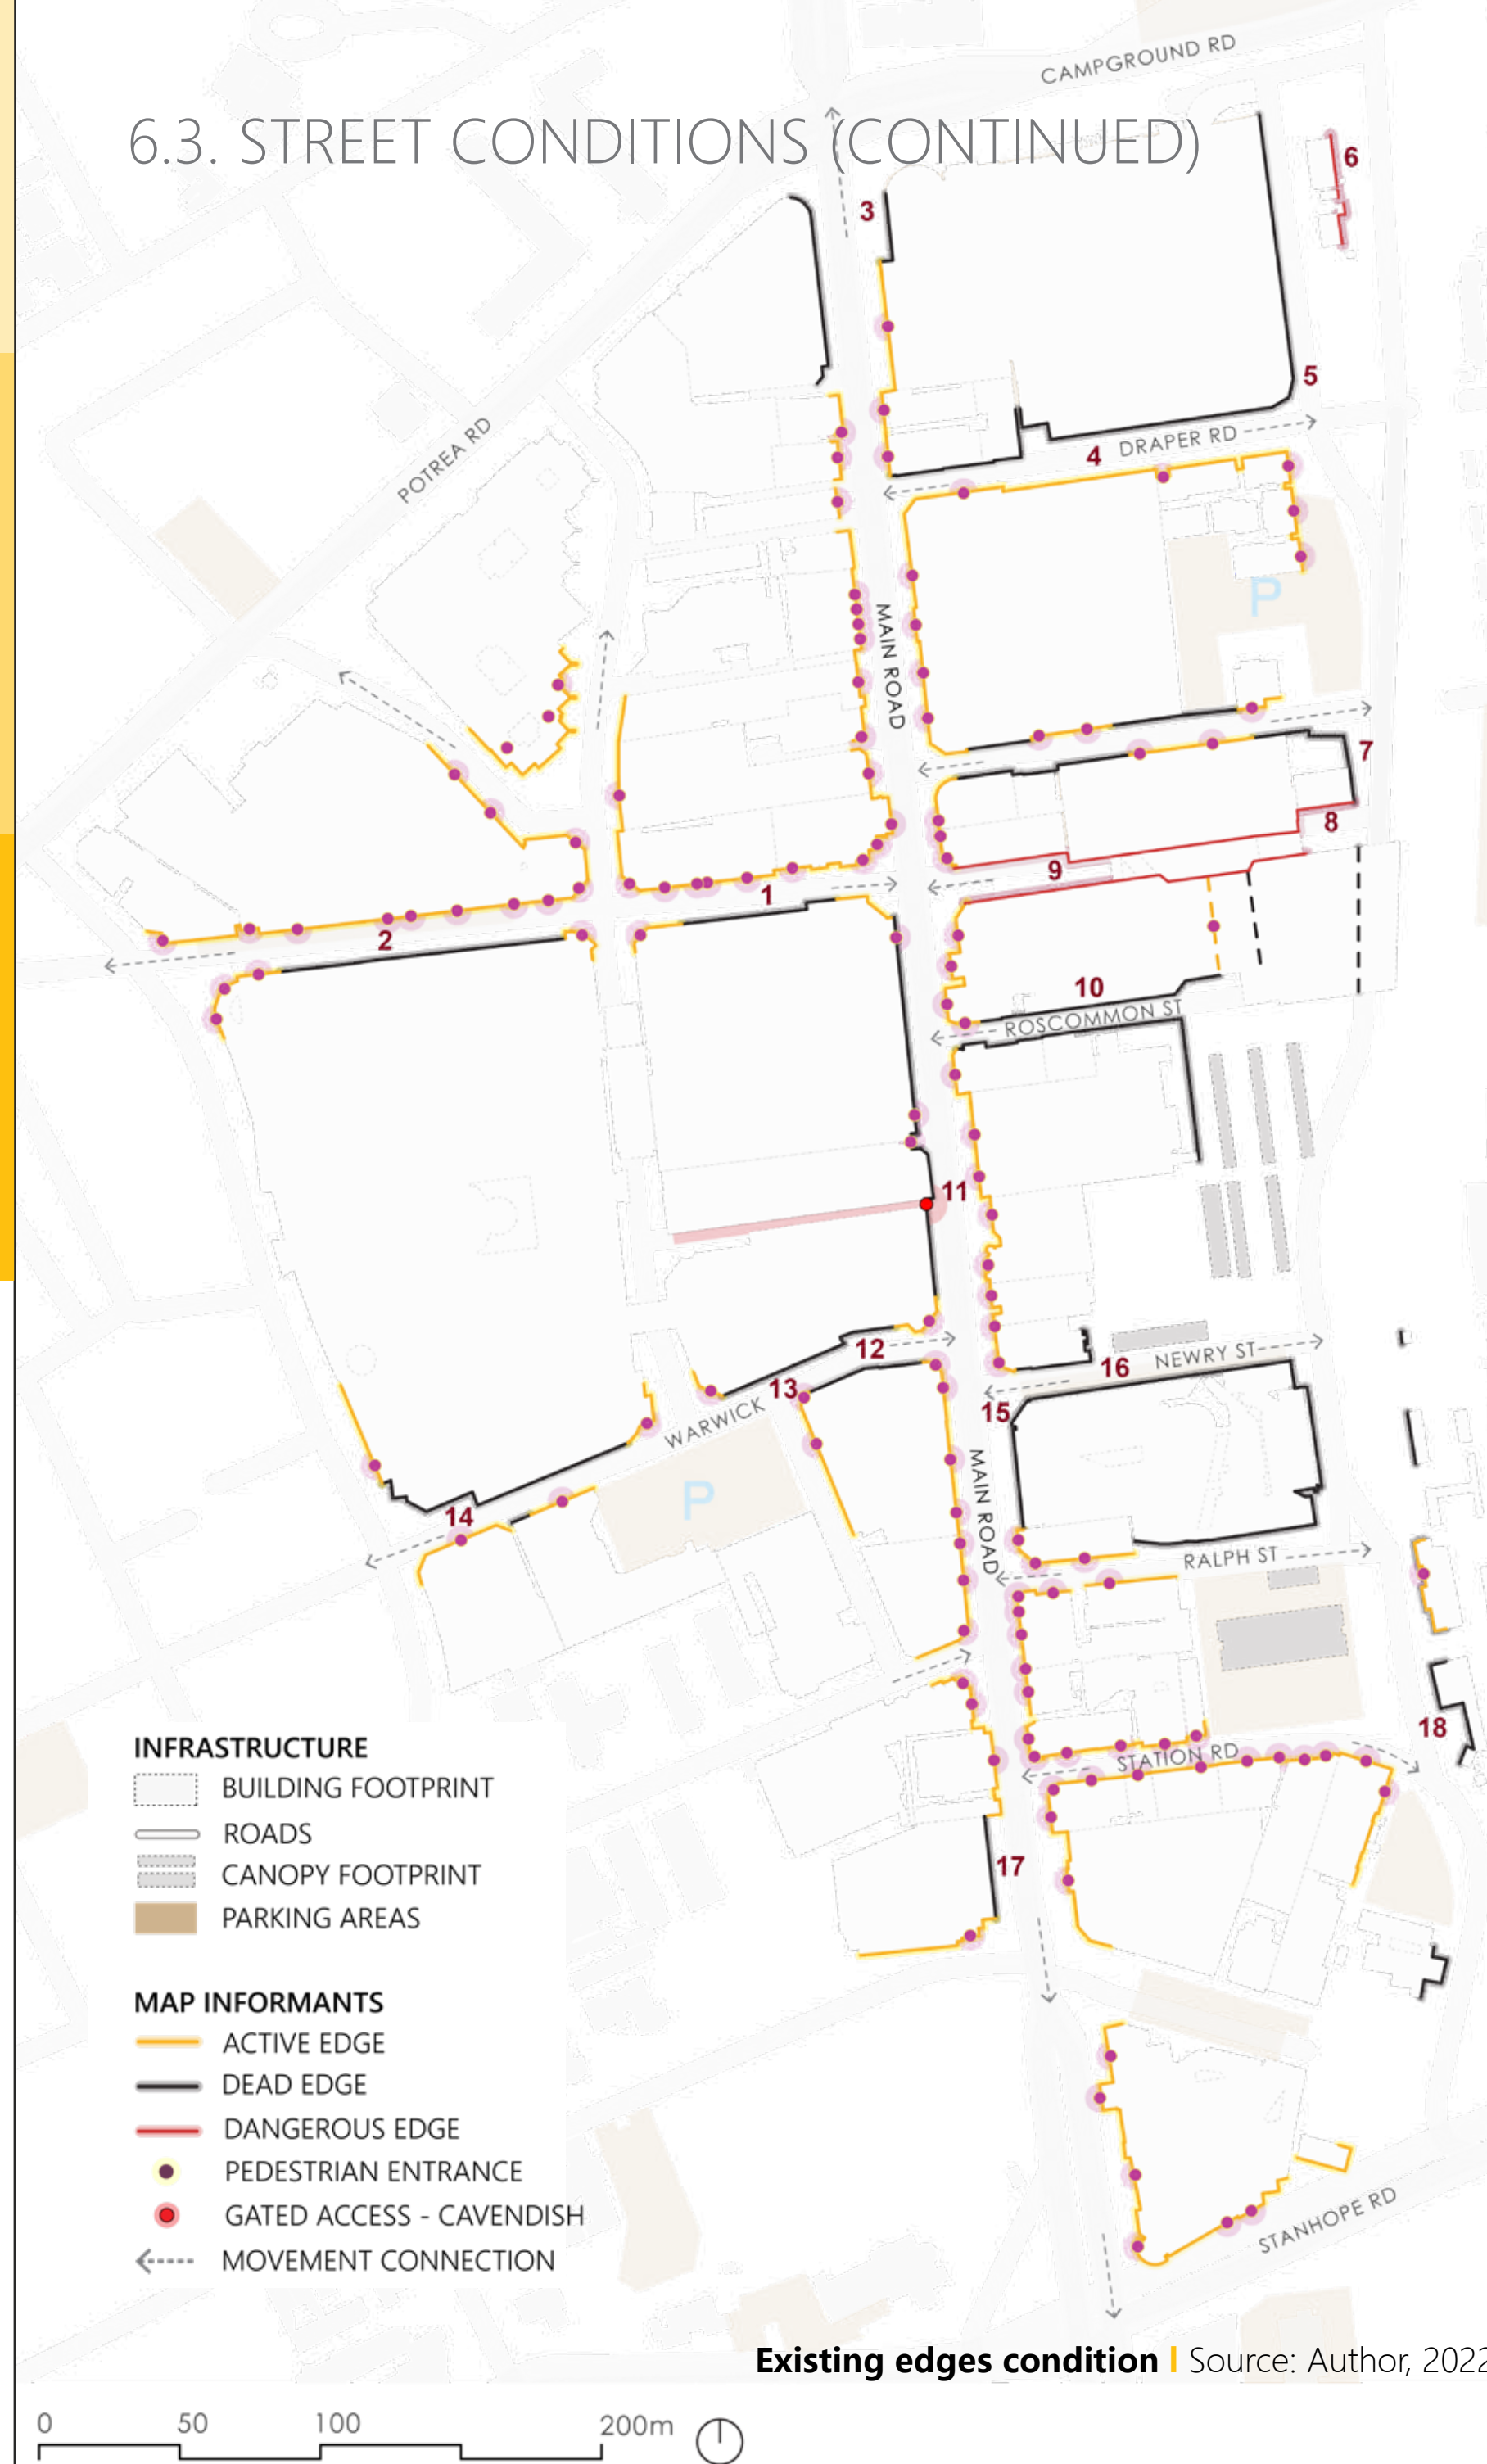 CAMPGROUND RD
6.3. STREET CONDITIONS (CONTINUED)
6
3
5
POTREA RD
4
DRAPER RD
P
MAIN ROAD
7
8
9
1
2
10
ROSCOMMON ST
11
12
16
NEWRY ST
13
15
WARWICK
MAIN ROAD
P
14
RALPH ST
18
STATION RD
17
INFRASTRUCTURE
BUILDING FOOTPRINT
ROADS
CANOPY FOOTPRINT
PARKING AREAS
MAP INFORMANTS
ACTIVE EDGE
DEAD EDGE
DANGEROUS EDGE
PEDESTRIAN ENTRANCE
GATED ACCESS - CAVENDISH
MOVEMENT CONNECTION
STANHOPE RD
Existing edges condition | Source: Author, 2022
0 50 100 200m